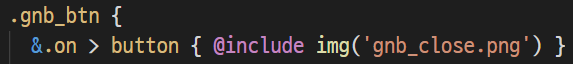 .gnb_btn {
&.on > button { @include img('gnb_close.png') }